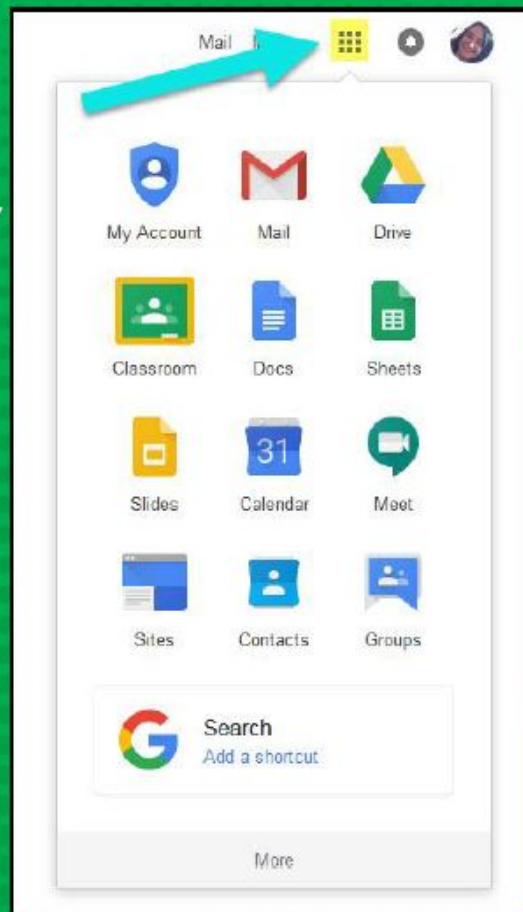 Mail
My Account Mail Drive
Classroom Docs Sheets
Slides 31 Calendar Meet
Sites Contacts Groups
G Search
Add a shortcut
More